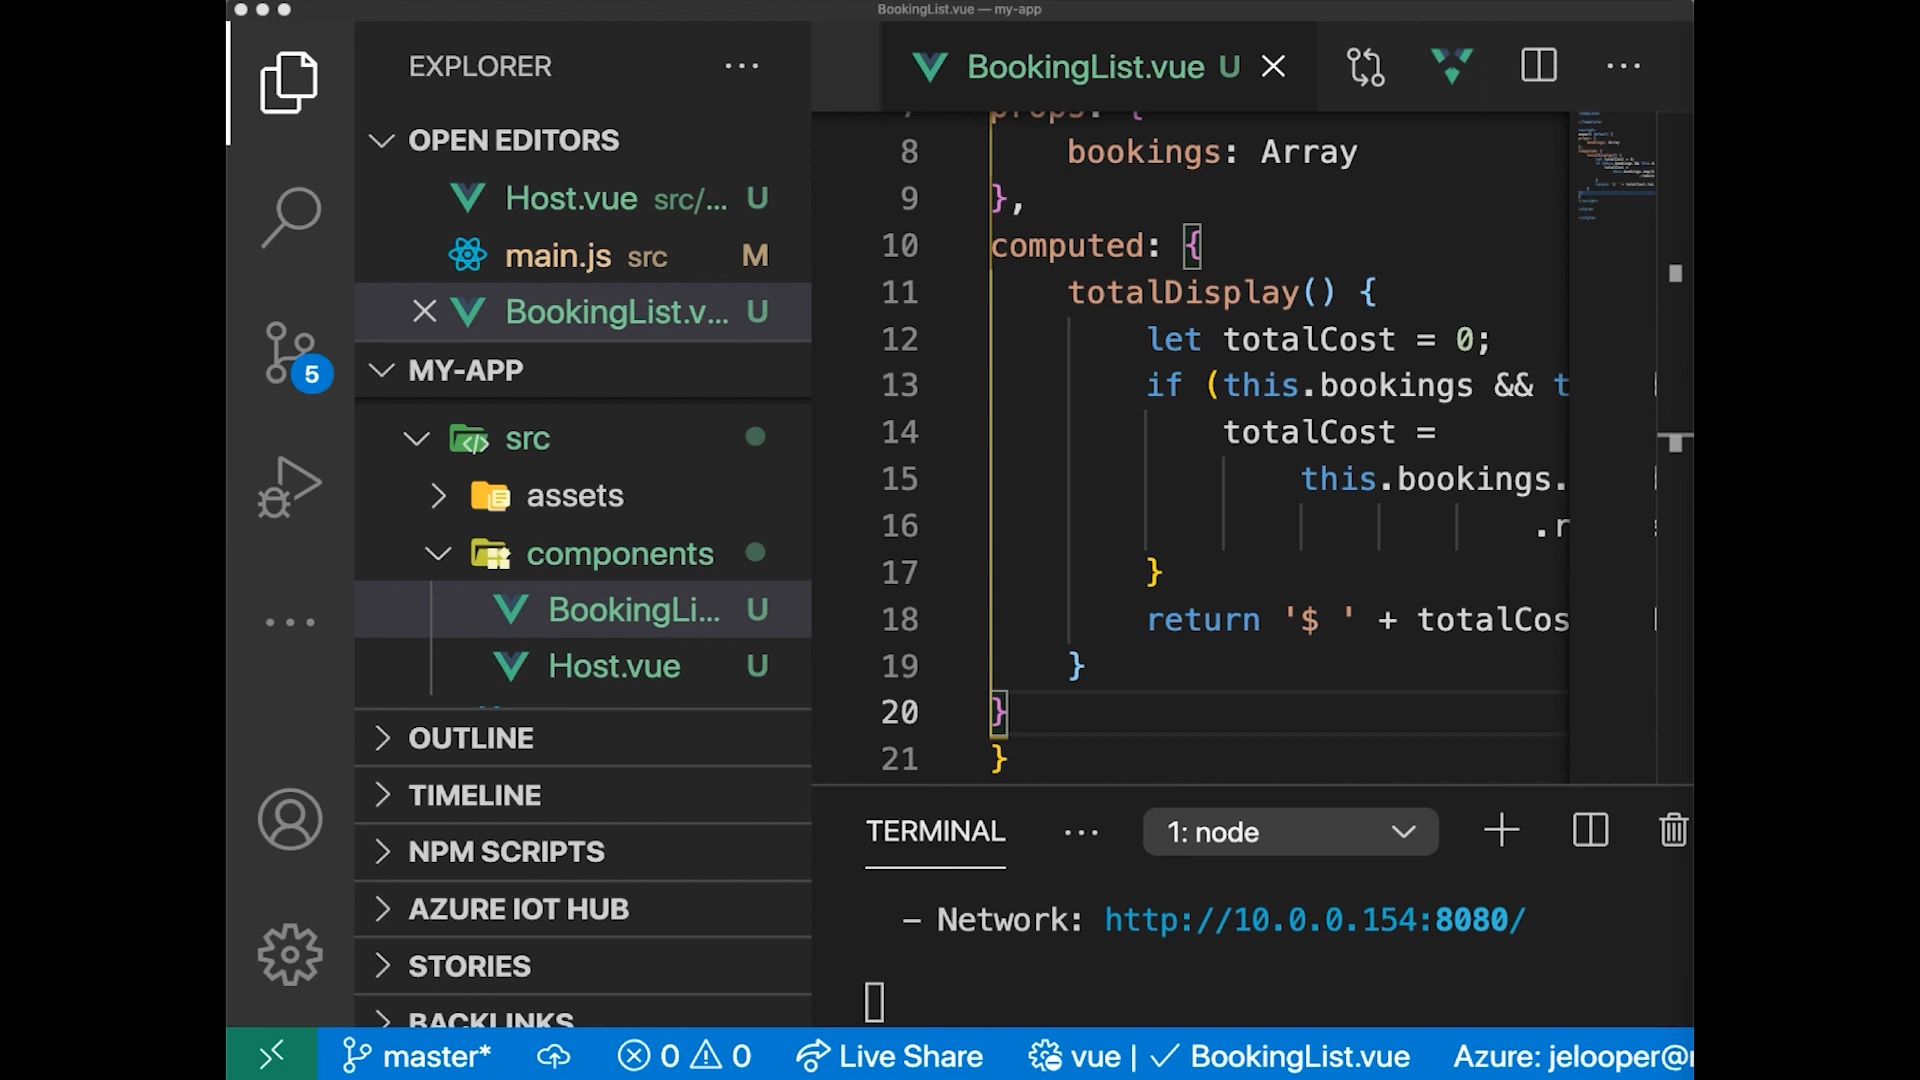 BookingList.vue — my-app
EXPLORER
OPEN EDITORS
Host.vue src/... U
main.js src M
BookingList.v... U
MY-APP
src
assets
components
BookingLi... U
Host.vue U
OUTLINE
TIMELINE
NPM SCRIPTS
AZURE IOT HUB
STORIES
BACKLINKS
5
BookingList.vue U
props: {
8 bookings: Array
9 },
10 computed: {
11 totalDisplay() {
12 let totalCost = 0;
13 if (this.bookings && t
14 totalCost =
15 this.bookings.
16 .r
17 }
18 return '$ ' + totalCos
19 }
20 }
21 }
TERMINAL
1: node
– Network: http://10.0.0.154:8080/
master* 0 0 Live Share vue | BookingList.vue Azure: jelooper@